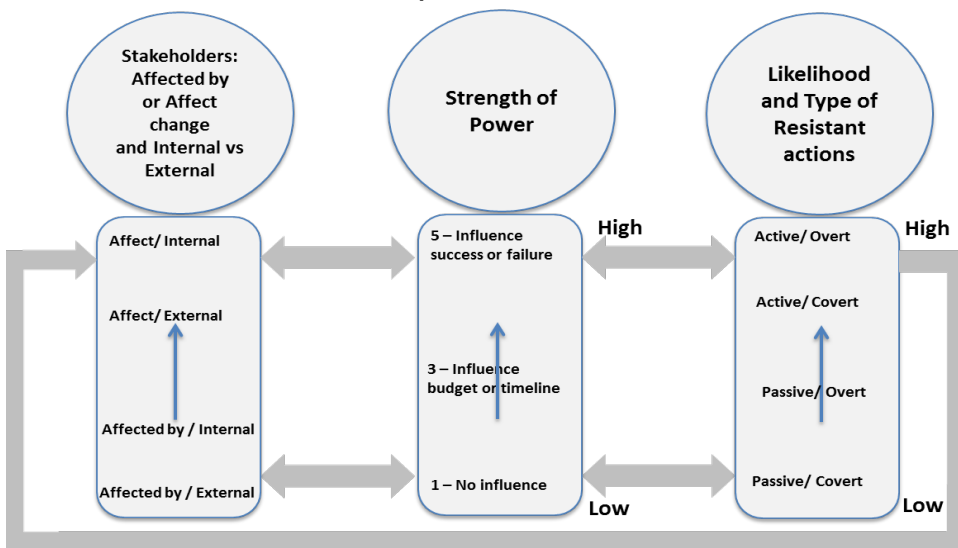 Stakeholders:
Affected by
or Affect
change
and Internal vs
External
Strength of
Power
Likelihood
and Type of
Resistant
actions
Affect/ Internal
Affect/ External
Affected by / Internal
Affected by / External
5 – Influence
success or failure
3 – Influence
budget or timeline
1 – No influence
High
Low
Active/ Overt
Active/ Covert
Passive/ Overt
Passive/ Covert
High
Low